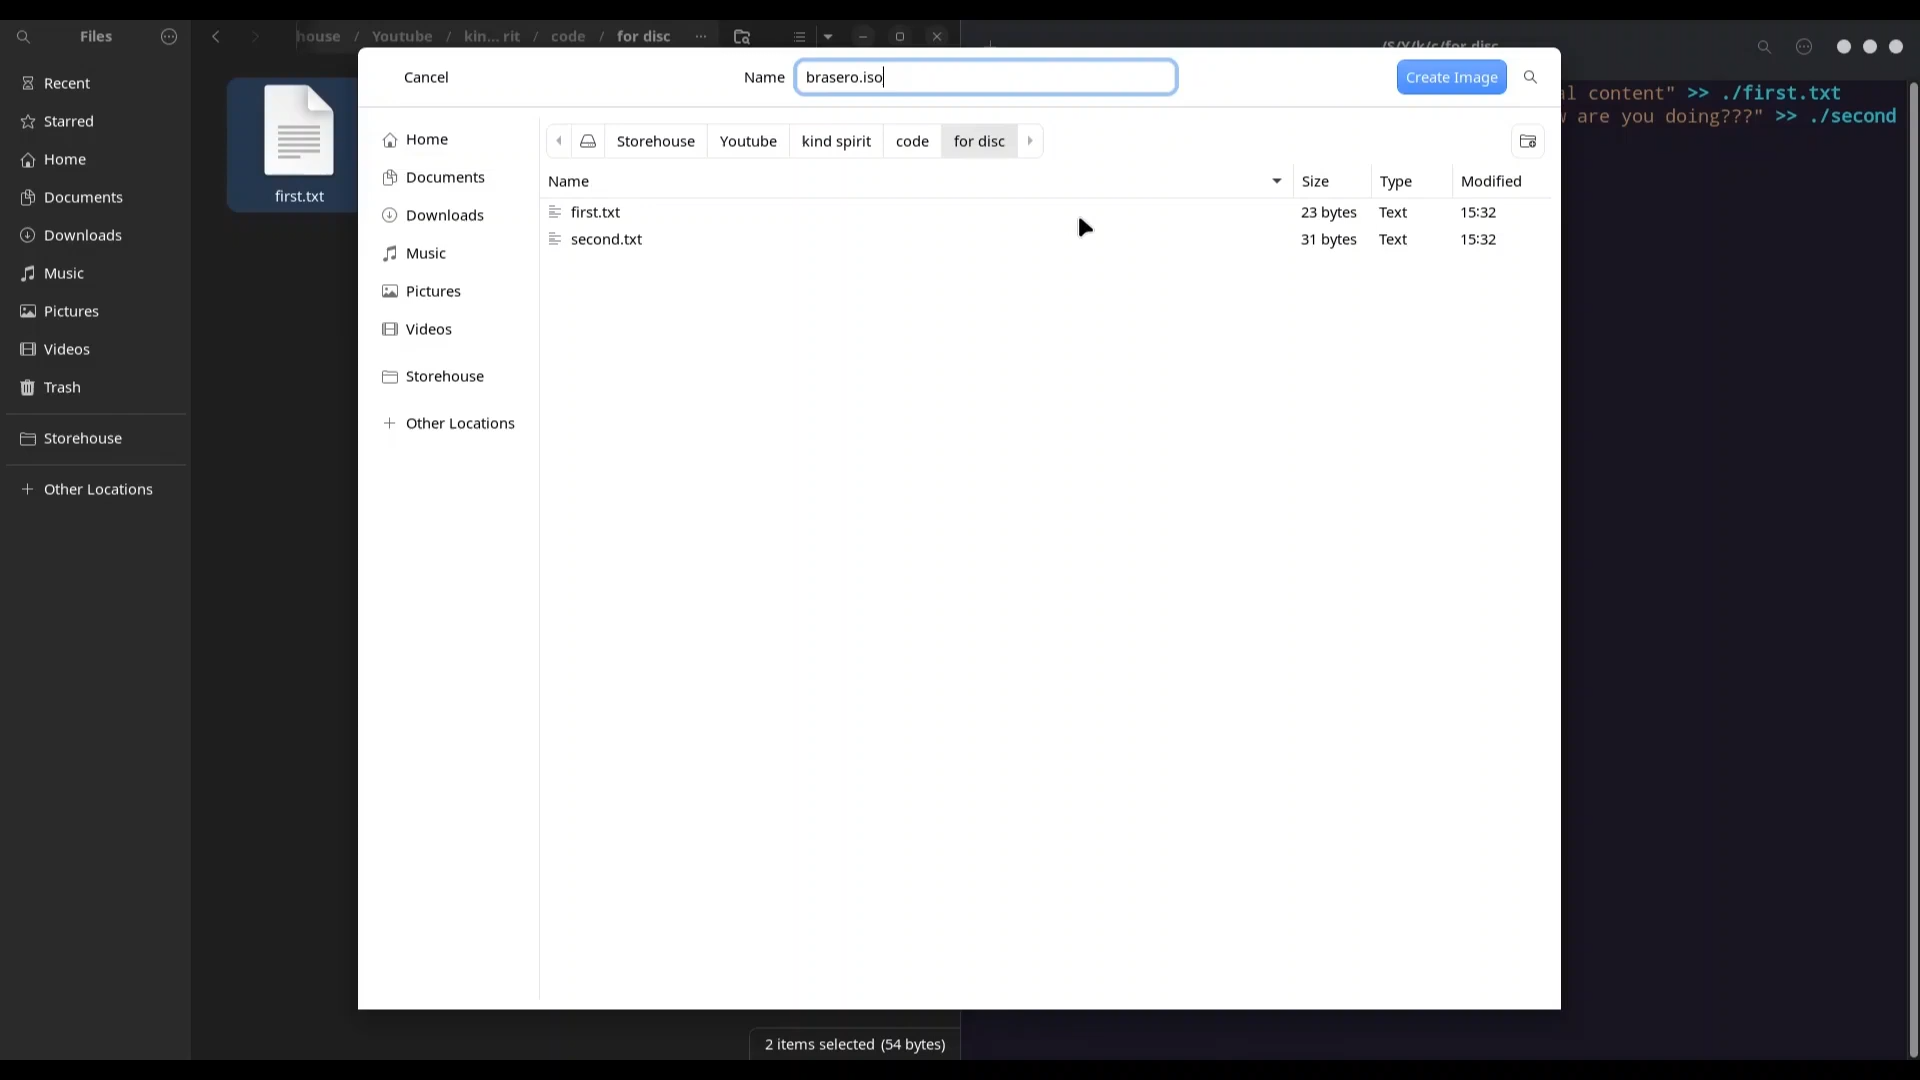 Files
house / Youtube / kin... rit / code / for disc ...
Recent
Starred
Home
Documents
Downloads
Music
Pictures
Videos
Trash
Storehouse
Other Locations
first.txt
Cancel
Name brasero.iso
Create Image
Home
Documents
Downloads
Music
Pictures
Videos
Storehouse
Other Locations
Storehouse Youtube kind spirit code for disc
Name Size Type Modified
first.txt 23 bytes Text 15:32
second.txt 31 bytes Text 15:32
2 items selected (54 bytes)
al content" >> ./first.txt
w are you doing???" >> ./second